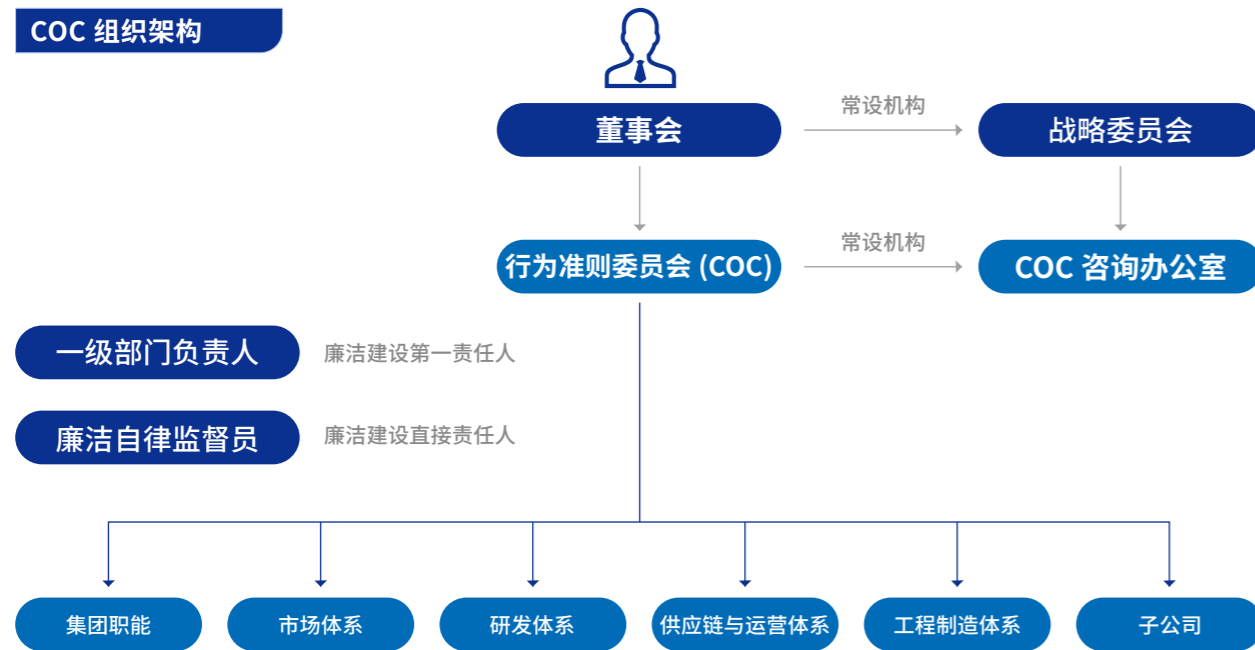 COC 组织架构
董事会
常设机构
战略委员会
行为准则委员会 (COC)
常设机构
COC 咨询办公室
一级部门负责人
廉洁建设第一责任人
廉洁自律监督员
廉洁建设直接责任人
集团职能
市场体系
研发体系
供应链与运营体系
工程制造体系
子公司